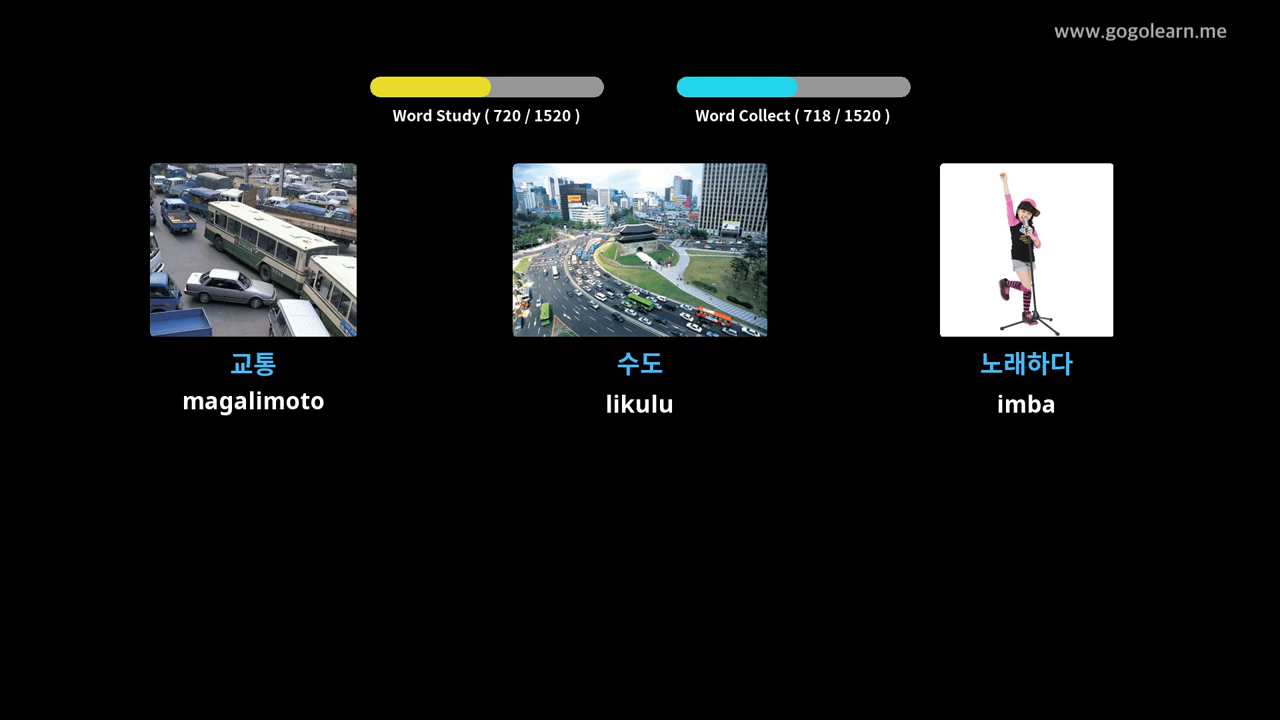 www.gogolearn.me
Word Study ( 720 / 1520 )
Word Collect ( 718 / 1520 )
교통
magalimoto
수도
likulu
노래하다
imba